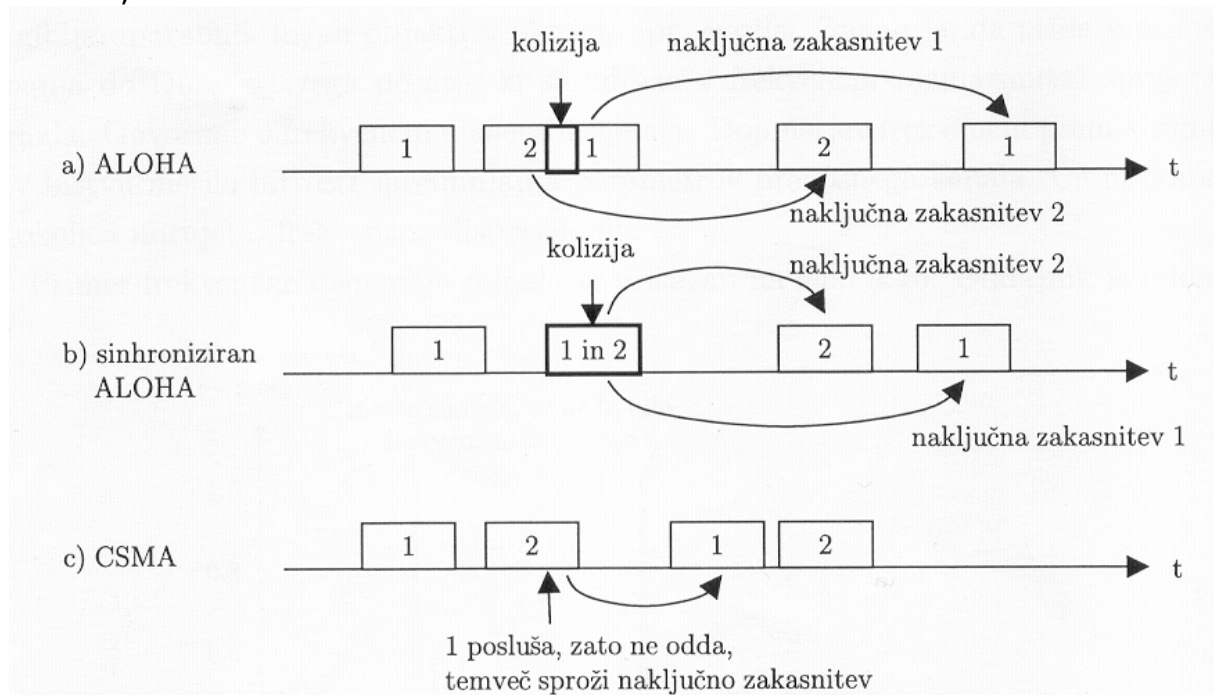 kolizija naključna zakasnitev 1
a) ALOHA 1 2 1 2 1 t
naključna zakasnitev 2
kolizija
naključna zakasnitev 2
b) sinhroniziran
ALOHA
1 1 in 2 2 1 t
naključna zakasnitev 1
c) CSMA 1 2 1 2 t
1 posluša, zato ne odda,
temveč sproži naključno zakasnitev